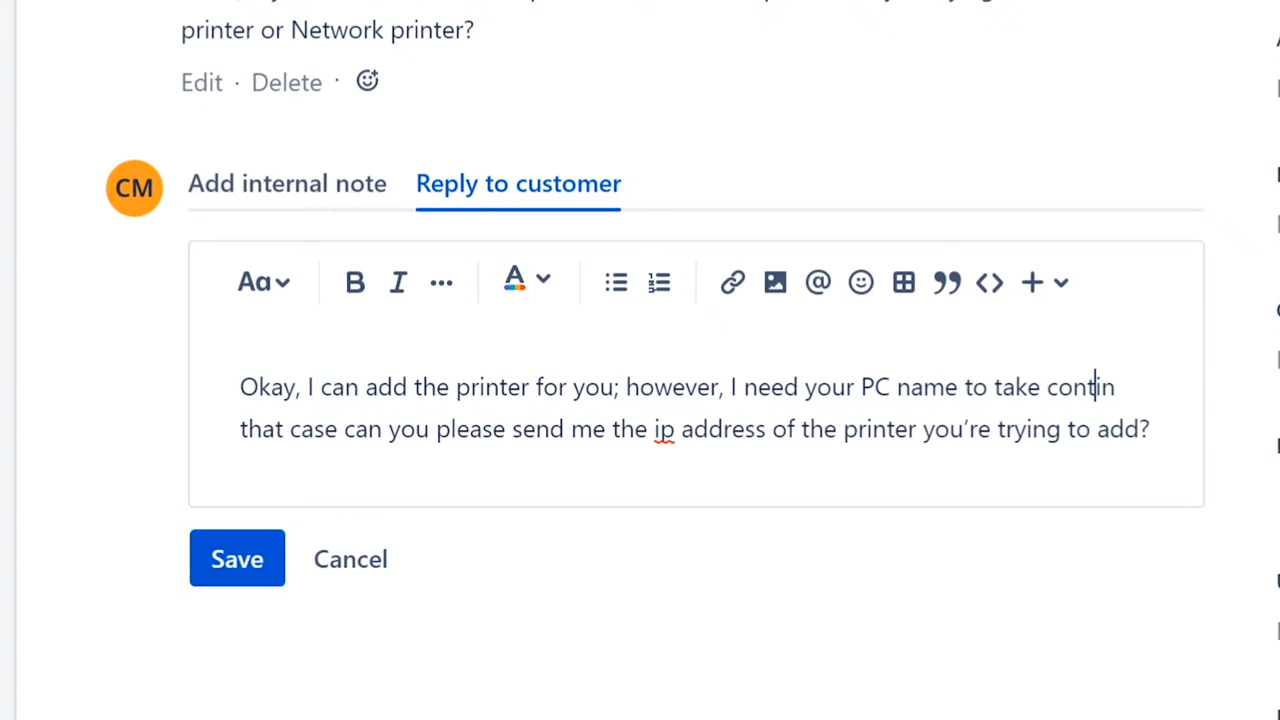 printer or Network printer?
Edit · Delete ·
CM
Add internal note Reply to customer
Aa B I ... A @ <> +
Okay, I can add the printer for you; however, I need your PC name to take contin
that case can you please send me the ip address of the printer you're trying to add?
Save Cancel